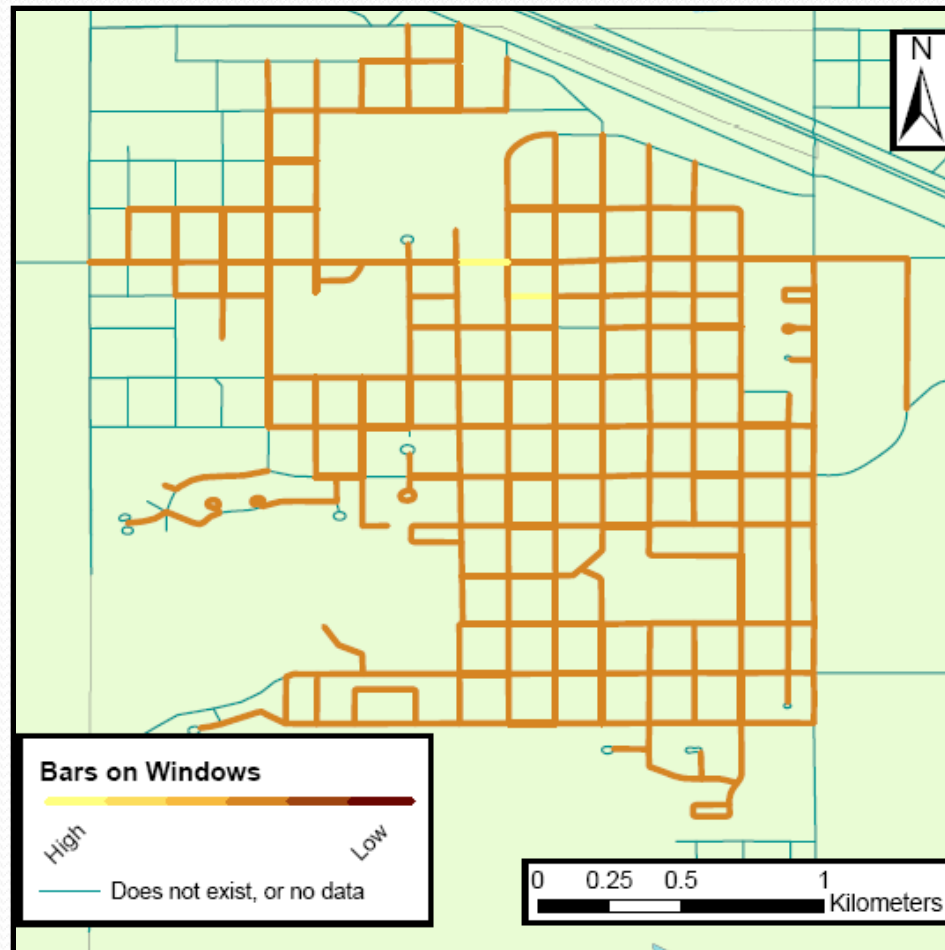 N
Bars on Windows
High
Low
Does not exist, or no data
0 0.25 0.5 1
Kilometers